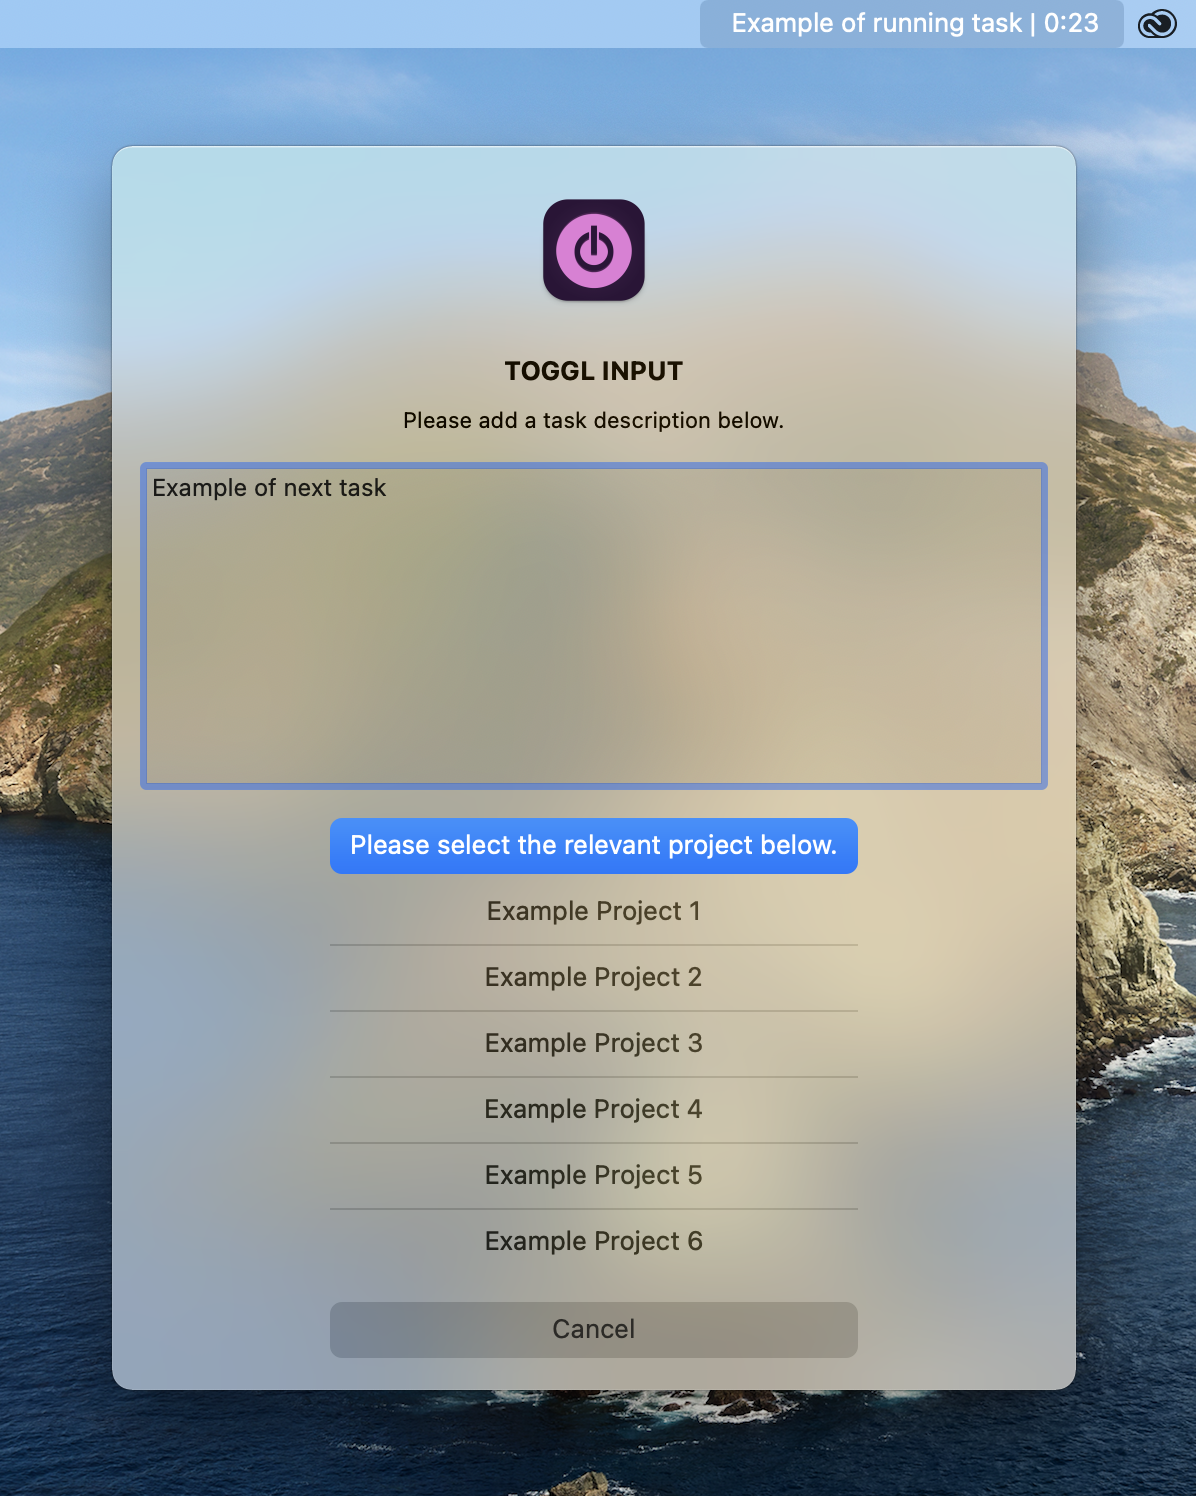 Example of running task | 0:23
TOGGL INPUT
Please add a task description below.
Example of next task
Please select the relevant project below.
Example Project 1
Example Project 2
Example Project 3
Example Project 4
Example Project 5
Example Project 6
Cancel